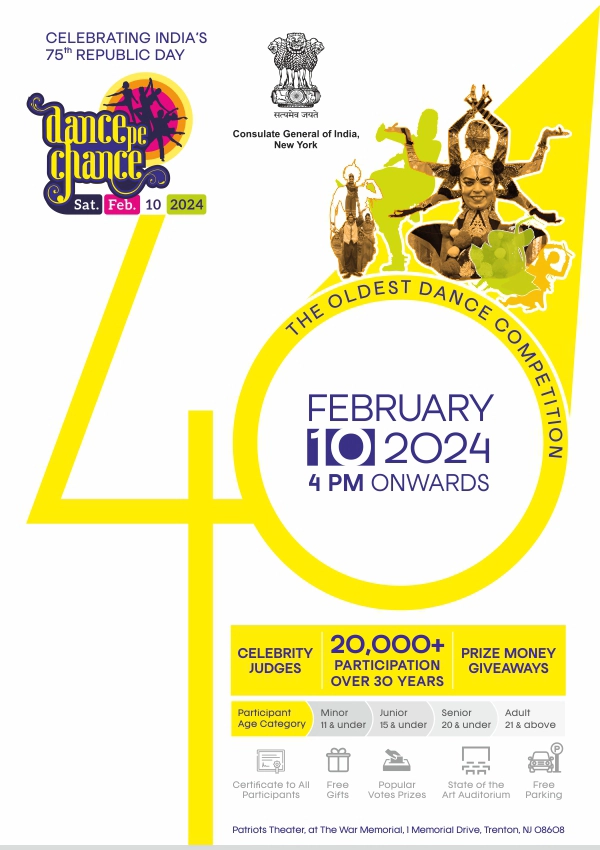 CELEBRATING INDIA'S
75th REPUBLIC DAY
dance pe
chance
Sat. Feb. 10 2024
सत्यमेव जयते
Consulate General of India,
New York
40
THE OLDEST DANCE COMPETITION
FEBRUARY
10 2024
4 PM ONWARDS
CELEBRITY
JUDGES
20,000+
PARTICIPATION
OVER 30 YEARS
PRIZE MONEY
GIVEAWAYS
Participant
Age Category
Minor
11 & under
Junior
15 & under
Senior
20 & under
Adult
21 & above
P
Certificate to All
Participants
Free
Gifts
Popular
Votes Prizes
State of the
Art Auditorium
Free
Parking
Patriots Theater, at The War Memorial, 1 Memorial Drive, Trenton, NJ 08608